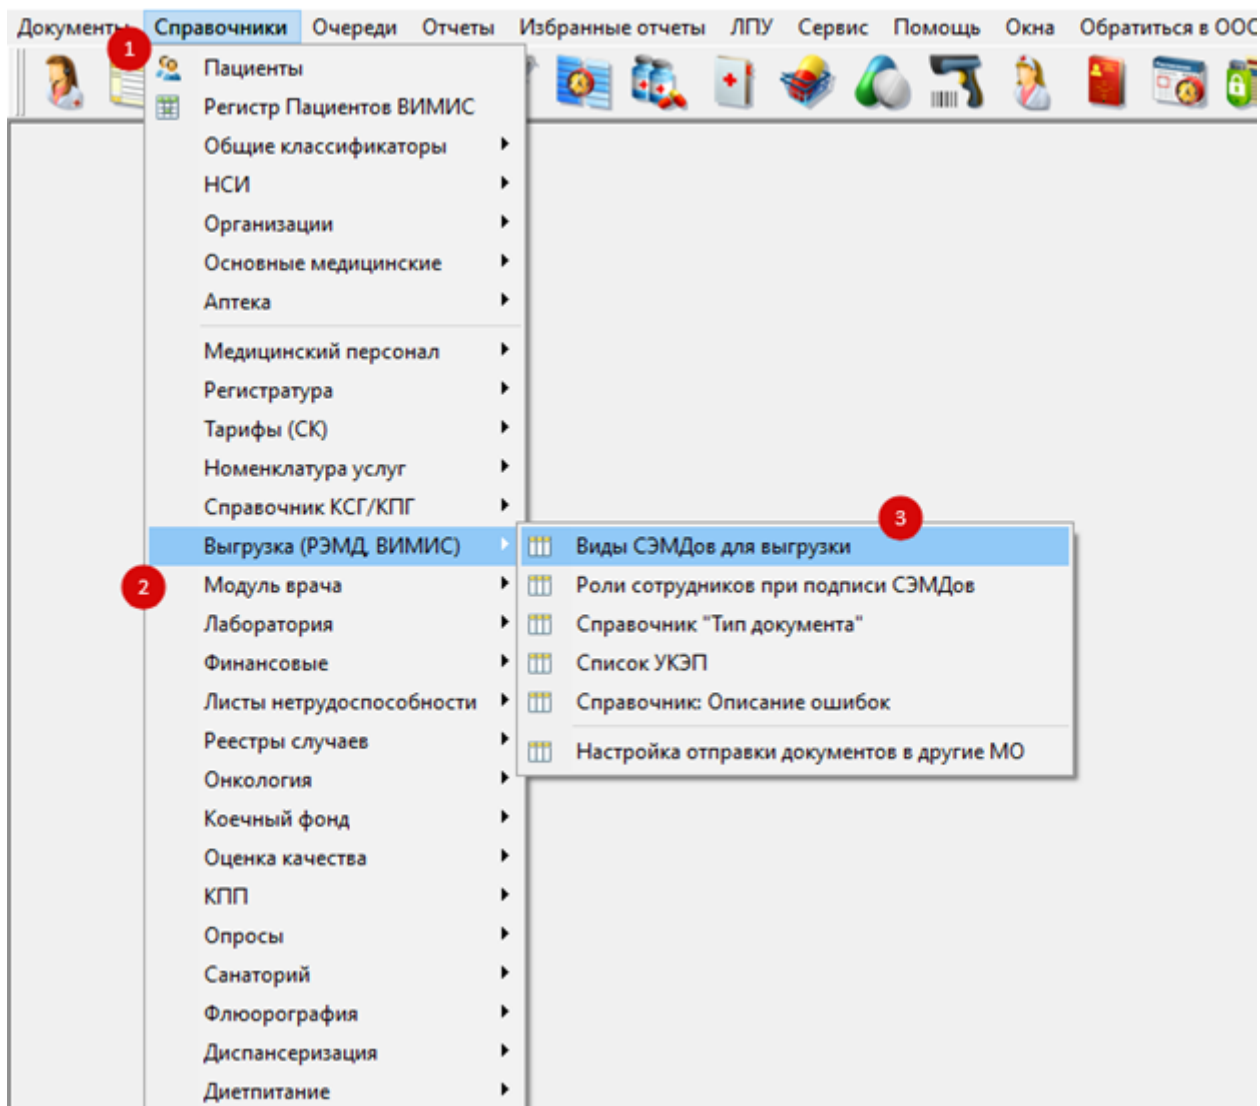 Документы Справочники Очереди Отчеты Избранные отчеты ЛПУ Сервис Помощь Окна Обратиться в ООС
1
Пациенты
Регистр Пациентов ВИМИС
Общие классификаторы
НСИ
Организации
Основные медицинские
Аптека
Медицинский персонал
Регистратура
Тарифы (СК)
Номенклатура услуг
Справочник КСГ/КПГ
3
Выгрузка (РЭМД, ВИМИС)
Виды СЭМДов для выгрузки
2
Модуль врача
Роли сотрудников при подписи СЭМДов
Лаборатория
Справочник "Тип документа"
Финансовые
Список УКЭП
Листы нетрудоспособности
Справочник: Описание ошибок
Реестры случаев
Настройка отправки документов в другие МО
Онкология
Коечный фонд
Оценка качества
КПП
Опросы
Санаторий
Флюорография
Диспансеризация
Диетпитание